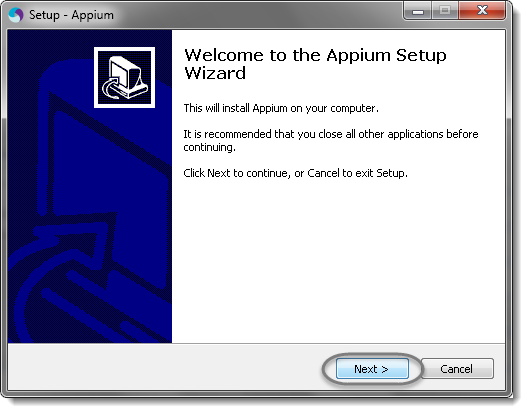 Setup - Appium
Welcome to the Appium Setup
Wizard
This will install Appium on your computer.
It is recommended that you close all other applications before
continuing.
Click Next to continue, or Cancel to exit Setup.
Next >
Cancel